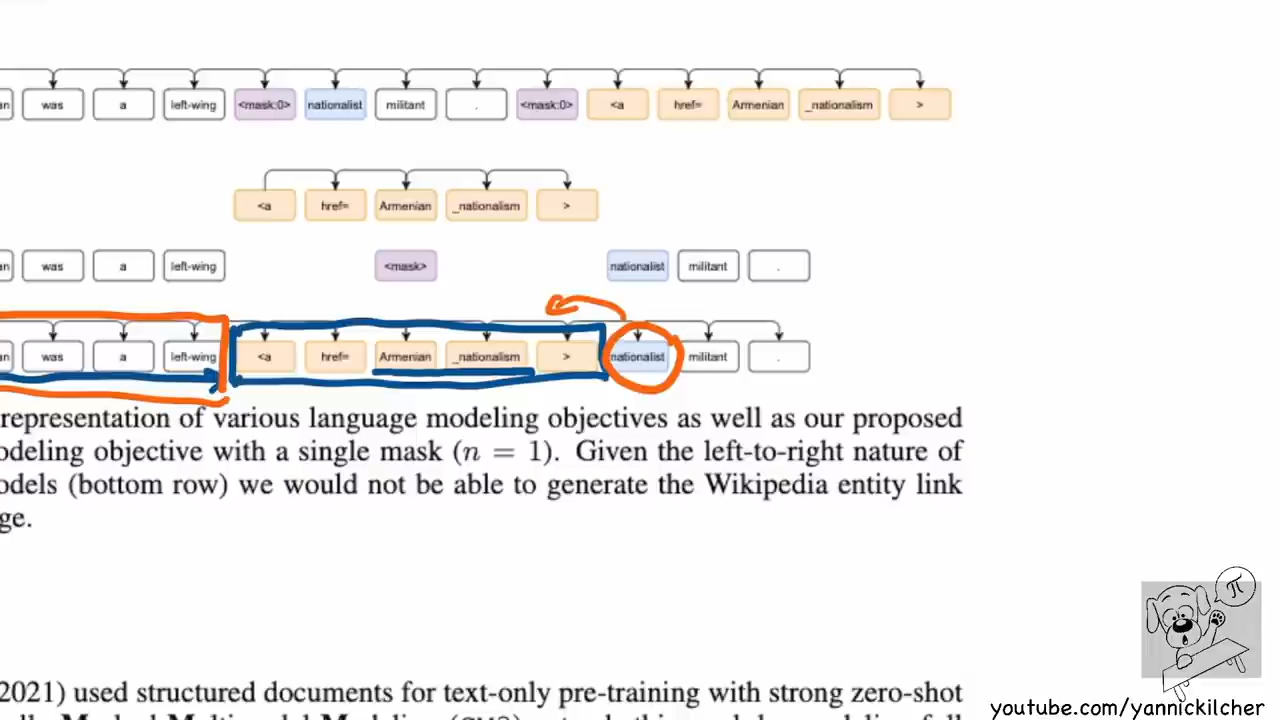 an was a left-wing <mask:0> nationalist militant . <mask:0> <a href= Armenian _nationalism >
<a href= Armenian _nationalism >
an was a left-wing <mask> nationalist militant .
an was a left-wing <a href= Armenian _nationalism > nationalist militant .
representation of various language modeling objectives as well as our proposed
odeling objective with a single mask (n = 1). Given the left-to-right nature of
odels (bottom row) we would not be able to generate the Wikipedia entity link
ge.
π
2021) used structured documents for text-only pre-training with strong zero-shot
youtube.com/yannickilcher